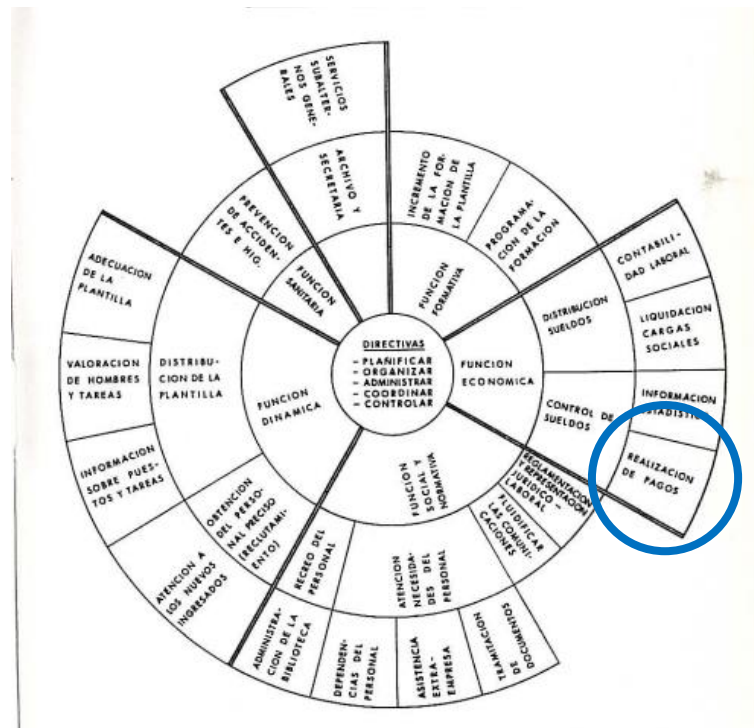 SERVICIOS
SUBALTER-
NOS GENE-
RALES
ARCHIVO Y
SECRETARIA
INCREMENTO
DE LA FOR-
MACION DE
LA PLANTILLA
PROGRAMA-
CION DE LA
FORMACION
PREVENCION
DE ACCIDEN-
TES E HIG.
FUNCION
SANITARIA
FUNCION
FORMATIVA
CONTABILI-
DAD LABORAL
LIQUIDACION
CARGAS
SOCIALES
DISTRIBUCION
SUELDOS
ADECUACION
DE LA
PLANTILLA
VALORACION
DE HOMBRES
Y TAREAS
DISTRIBU-
CION DE LA
PLANTILLA
FUNCION
DINAMICA
DIRECTIVAS
- PLANIFICAR
- ORGANIZAR
- ADMINISTRAR
- COORDINAR
- CONTROLAR
FUNCION
ECONOMICA
CONTROL DE
SUELDOS
INFORMACION
ESTADISTICA
REALIZACION
DE PAGOS
INFORMACION
SOBRE PUES-
TOS Y TAREAS
OBTENCION
DEL PERSO-
NAL PRECISO
(RECLUTAMI-
ENTO)
FUNCION
SOCIAL Y
NORMATIVA
REGLAMENTACION
Y REPRESENTACION
JURIDICO -
LABORAL
FLUIDIFICAR
LAS COMUNI-
CACIONES
ATENCION A
LOS NUEVOS
INGRESADOS
RECREO DEL
PERSONAL
ATENCION
NECESIDA-
DES DEL
PERSONAL
ADMINISTRA-
CION DE LA
BIBLIOTECA
DEPENDEN-
CIAS DEL
PERSONAL
ASISTENCIA
EXTRA-
EMPRESA
TRAMITACION
DE
DOCUMENTOS